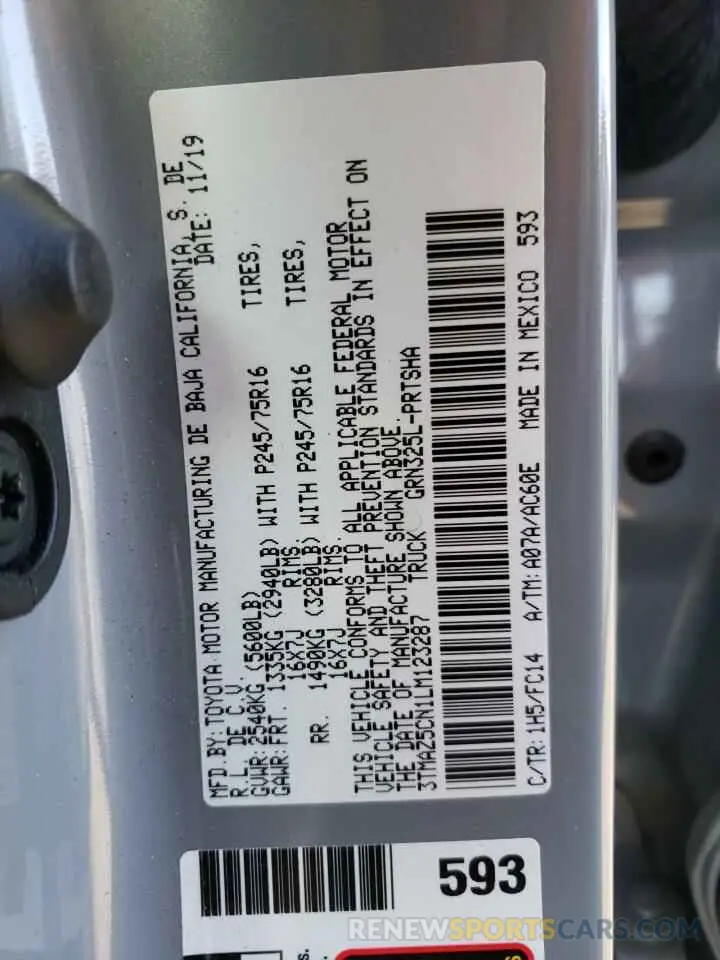 MFD.BY: TOYOTA MOTOR MANUFACTURING DE BAJA CALIFORNIA, S. DE
R.L. DE C.V. DATE: 11/19
GVWR: 2540KG (5600LB)
GAWR: FRT. 1335KG (2940LB) WITH P245/75R16 TIRES,
16X7J RIMS,
RR. 1490KG (3280LB) WITH P245/75R16 TIRES,
16X7J RIMS.
THIS VEHICLE CONFORMS TO ALL APPLICABLE FEDERAL MOTOR
VEHICLE SAFETY AND THEFT PREVENTION STANDARDS IN EFFECT ON
THE DATE OF MANUFACTURE SHOWN ABOVE.
3TMAZ5CN1LM123287 TRUCK GRN325L-PRTSHA
C/TR: 1H5/FC14 A/TM: A07A/AC60E MADE IN MEXICO 593
593
RENEWSPORTSCARS.COM